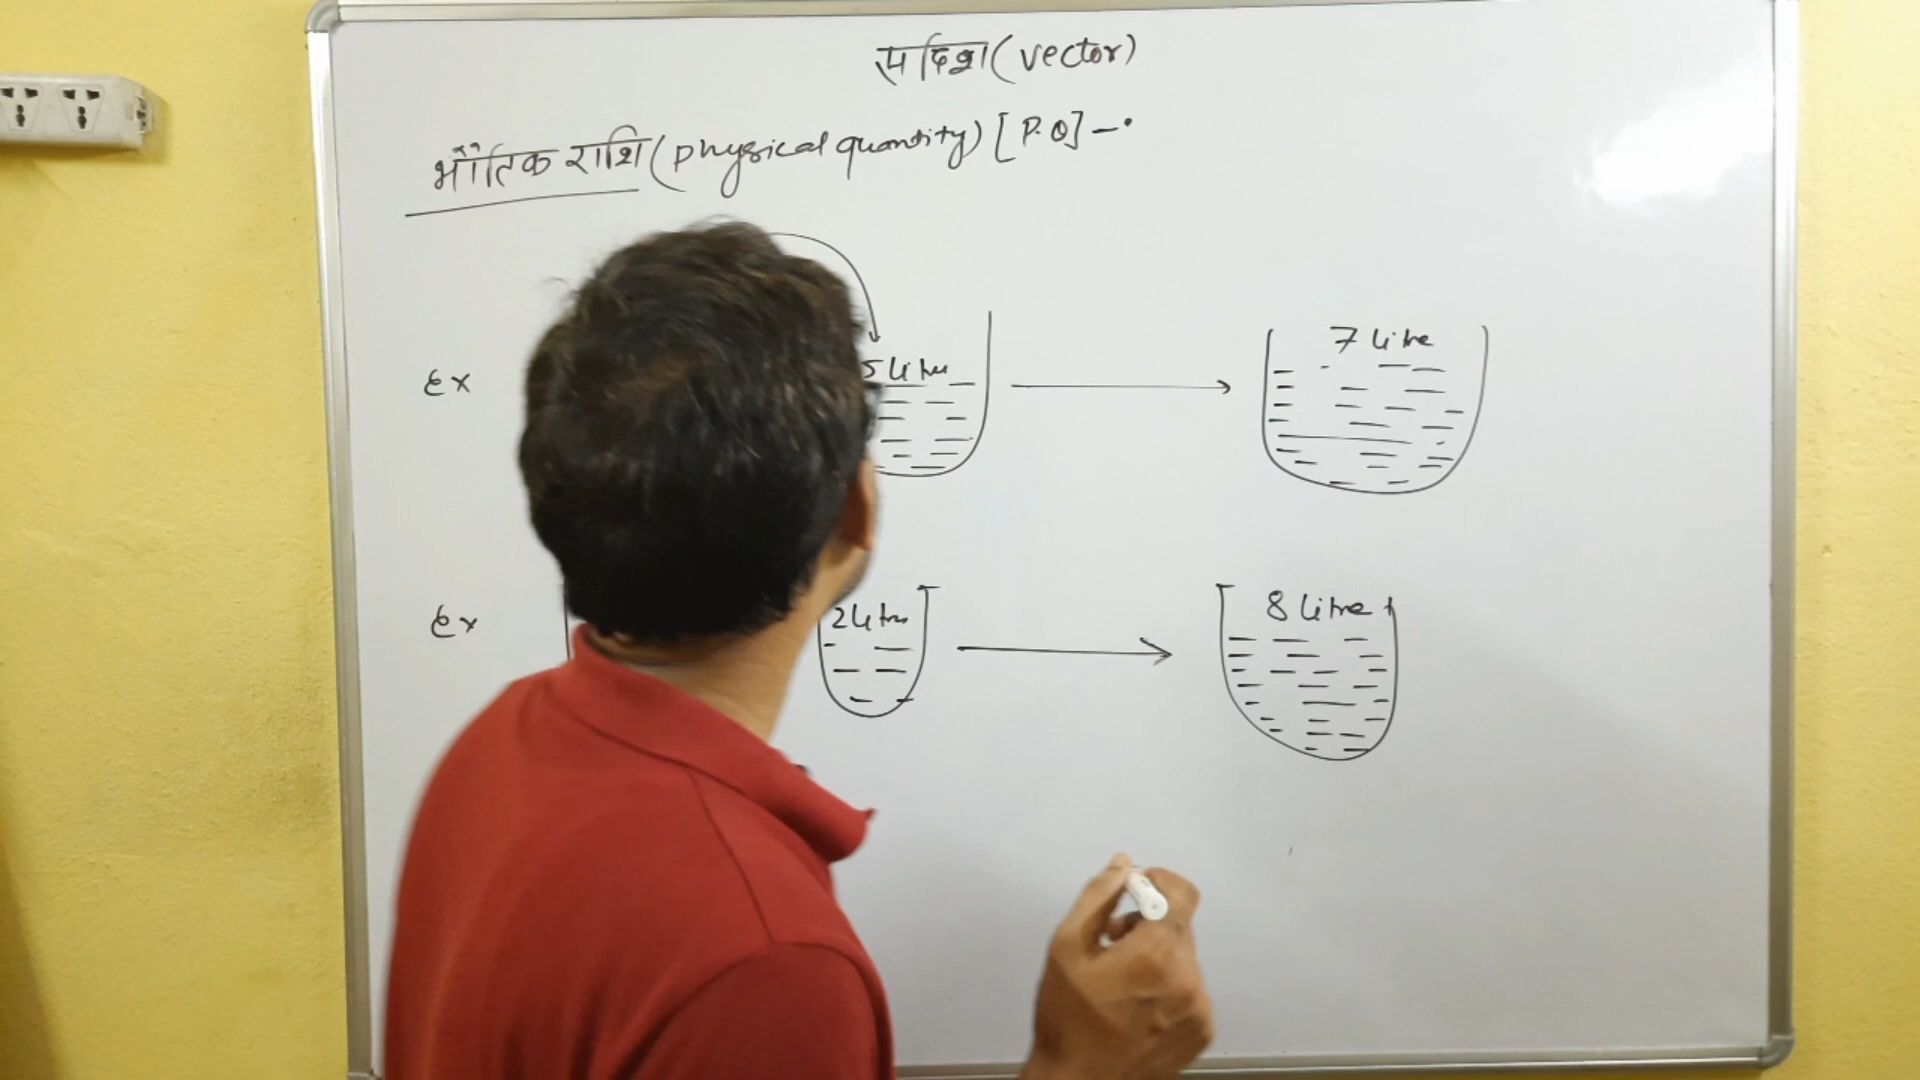 सदिश (vector)
भौतिक राशि (physical quantity) [P.Q] -
Ex 5 Litre 7 Litre
Ex 2 Litre 8 Litre